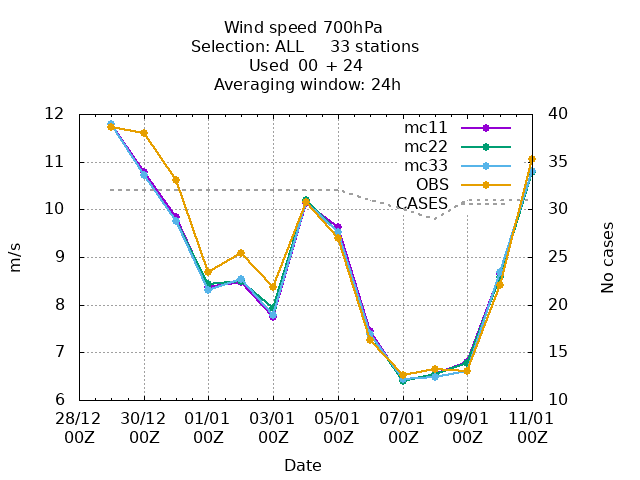 Wind speed 700hPa
Selection: ALL 33 stations
Used 00 + 24
Averaging window: 24h
12
11
10
9
8
7
6
m/s
40
35
30
25
20
15
10
No cases
mc11
mc22
mc33
OBS
CASES
28/12 30/12 01/01 03/01 05/01 07/01 09/01 11/01
00Z 00Z 00Z 00Z 00Z 00Z 00Z 00Z
Date